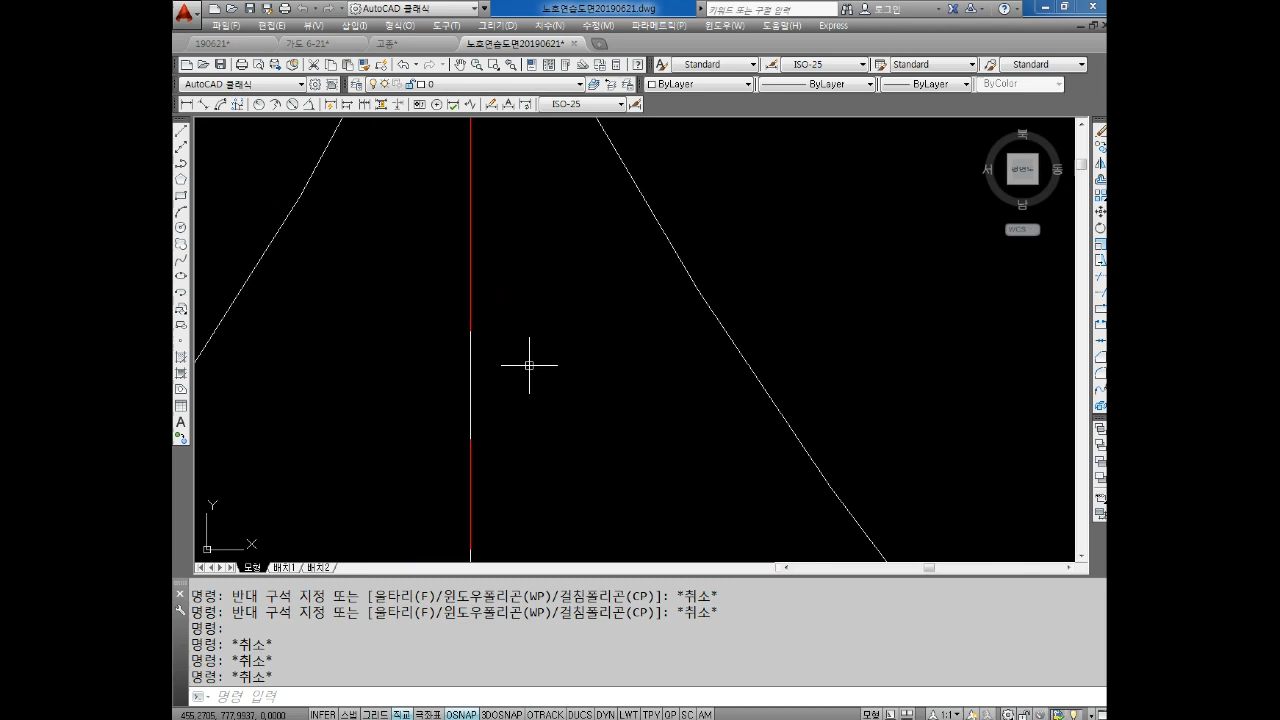 AutoCAD 클래식
노호연습도면20190621.dwg
키워드 또는 구절 입력
로그인
파일(F) 편집(E) 뷰(V) 삽입(I) 형식(O) 도구(T) 그리기(D) 치수(N) 수정(M) 파라메트릭(P) 윈도우(W) 도움말(H) Express
190621* 가도 6-21* 고종* 노호연습도면20190621*
Standard ISO-25 Standard Standard
AutoCAD 클래식 0 ByLayer ByLayer ByLayer ByColor
ISO-25
북
서 평면도 동
남
WCS
A
Y
X
모형 배치1 배치2
명령: 반대 구석 지정 또는 [울타리(F)/윈도우폴리곤(WP)/걸침폴리곤(CP)]: *취소*
명령: 반대 구석 지정 또는 [울타리(F)/윈도우폴리곤(WP)/걸침폴리곤(CP)]: *취소*
명령:
명령: *취소*
명령: *취소*
명령: *취소*
명령 입력
455.2705, 777.9937, 0.0000 INFER 스냅 그리드 직교 극좌표 OSNAP 3DOSNAP OTRACK DUCS DYN LWT TPY QP SC AM 모형 1:1